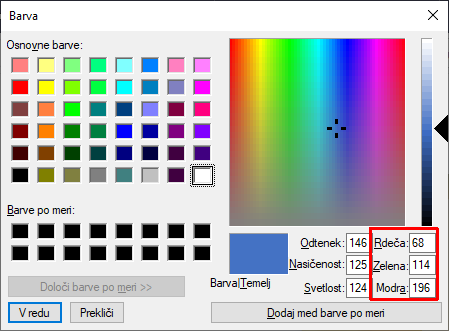 Barva
Osnovne barve:
Barve po meri:
Določi barve po meri >>
V redu
Prekliči
Barva|Temelj
Odtenek: 146
Nasičenost: 125
Svetlost: 124
Rdeča: 68
Zelena: 114
Modra: 196
Dodaj med barve po meri